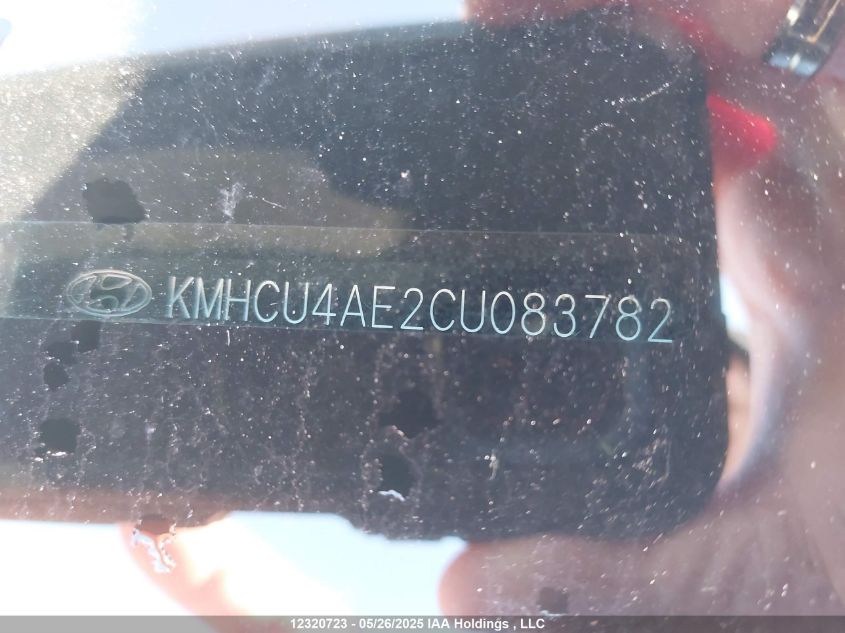 KMHCU4AE2CU083782
12320723 - 05/26/2025 IAA Holdings , LLC